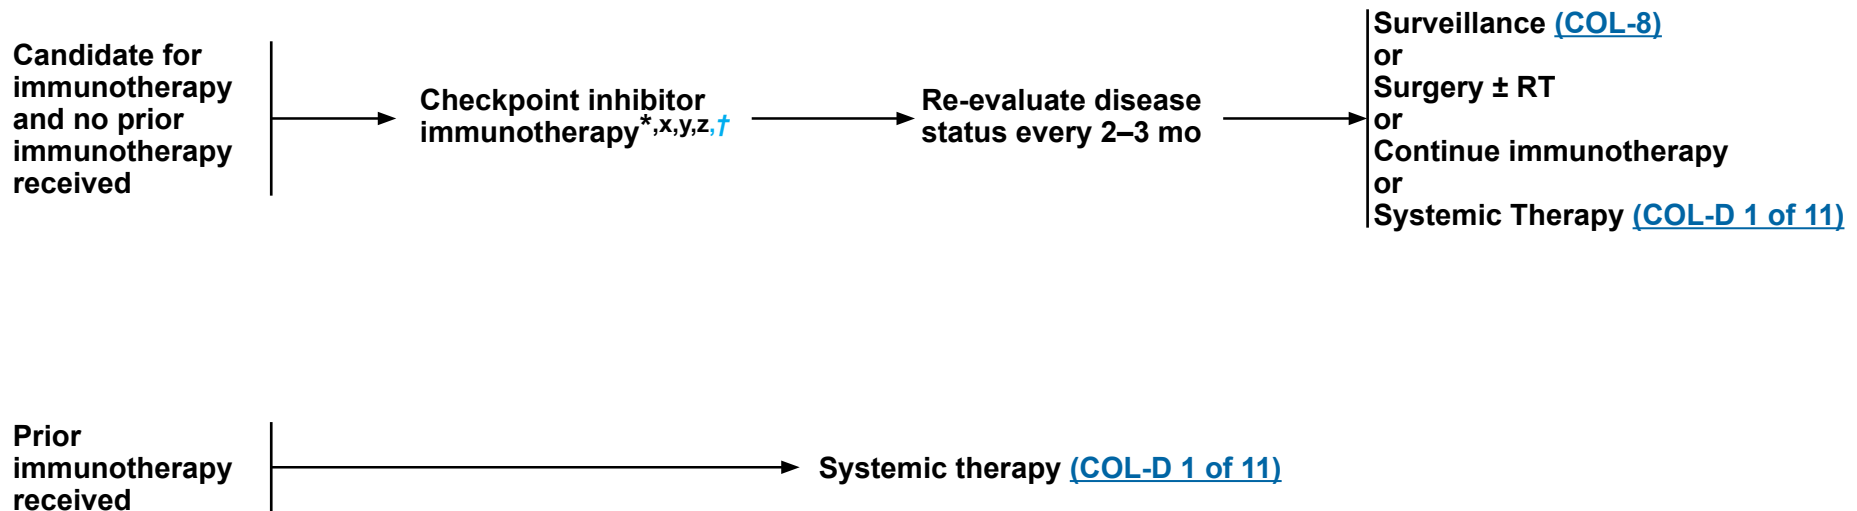 Candidate for
immunotherapy
and no prior
immunotherapy
received
Checkpoint inhibitor
immunotherapy*,x,y,z,†
Re-evaluate disease
status every 2–3 mo
Surveillance (COL-8)
or
Surgery ± RT
or
Continue immunotherapy
or
Systemic Therapy (COL-D 1 of 11)
Prior
immunotherapy
received
Systemic therapy (COL-D 1 of 11)